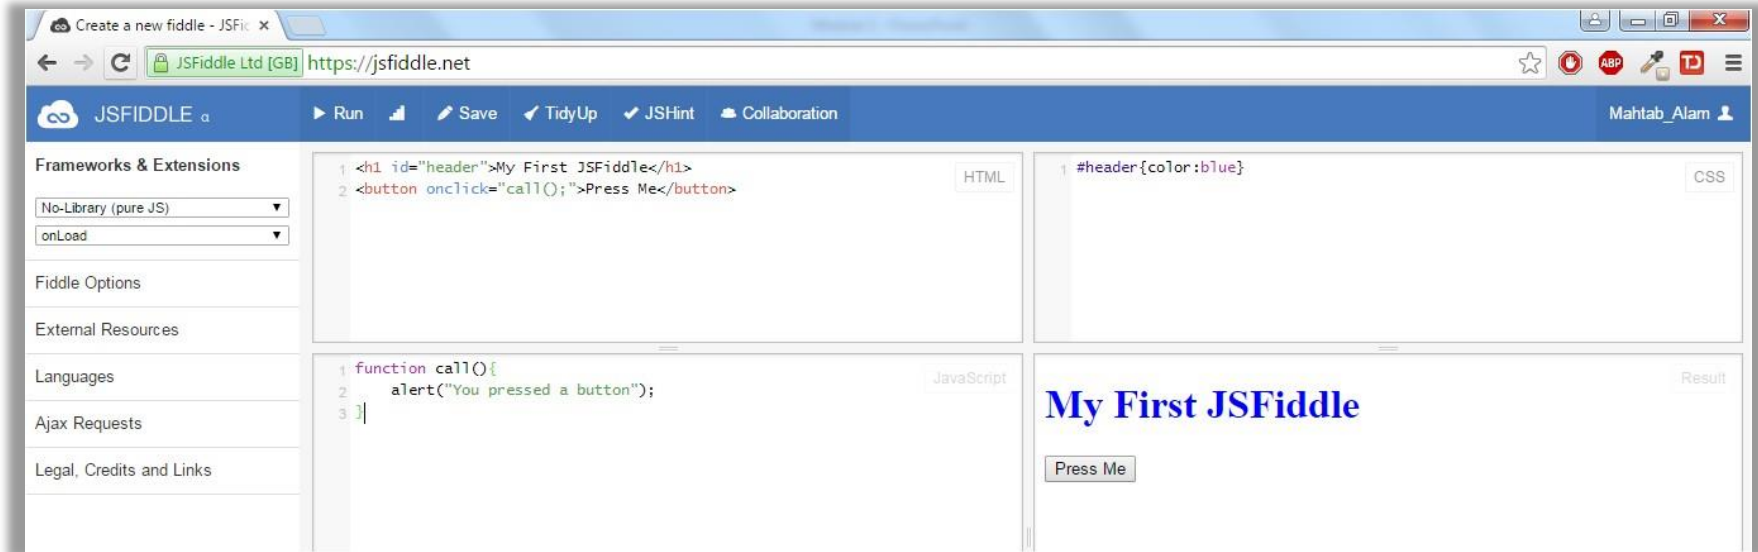 Create a new fiddle - JSFi
JSFiddle Ltd [GB] https://jsfiddle.net
ABP
JSFIDDLE α Run Save TidyUp JSHint Collaboration Mahtab_Alam
Frameworks & Extensions
No-Library (pure JS)
onLoad
Fiddle Options
External Resources
Languages
Ajax Requests
Legal, Credits and Links
1 <h1 id="header">My First JSFiddle</h1>
2 <button onclick="call();">Press Me</button>
HTML
1 #header{color:blue}
CSS
1 function call(){
2 alert("You pressed a button");
3 }
JavaScript
Result
My First JSFiddle
Press Me